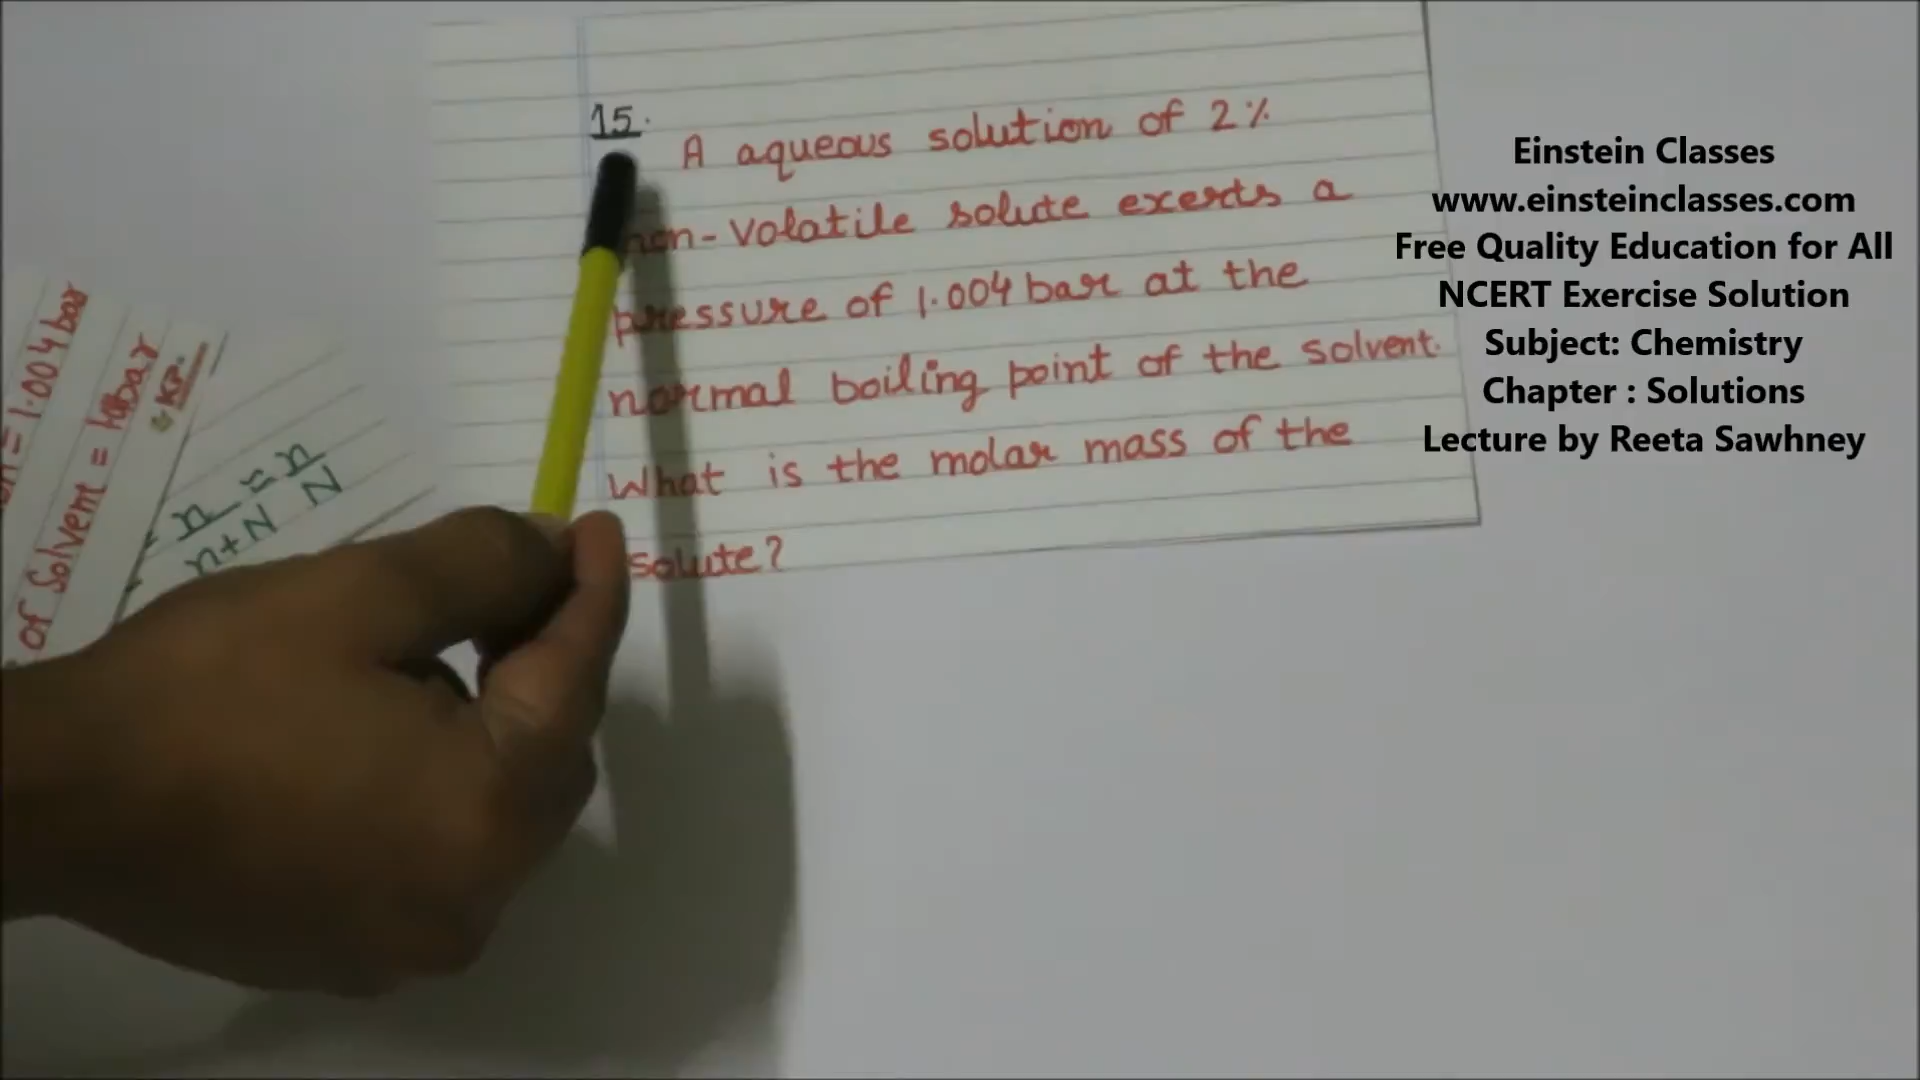 15.
A aqueous solution of 2%
non-volatile solute exerts a
pressure of 1.004 bar at the
normal boiling point of the solvent.
What is the molar mass of the
solute?
Einstein Classes
www.einsteinclasses.com
Free Quality Education for All
NCERT Exercise Solution
Subject: Chemistry
Chapter : Solutions
Lecture by Reeta Sawhney
= 1.004 bar
of Solvent = bar
n/n+N ≈ n/N